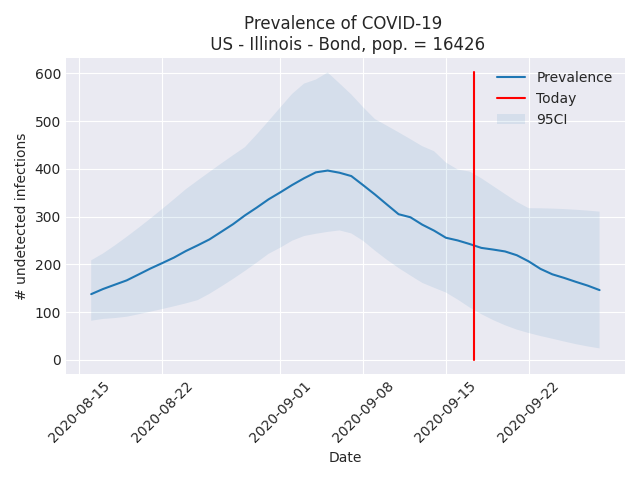 Prevalence of COVID-19
US - Illinois - Bond, pop. = 16426
Prevalence
Today
95CI
# undetected infections
600
500
400
300
200
100
0
2020-08-15
2020-08-22
2020-09-01
2020-09-08
2020-09-15
2020-09-22
Date